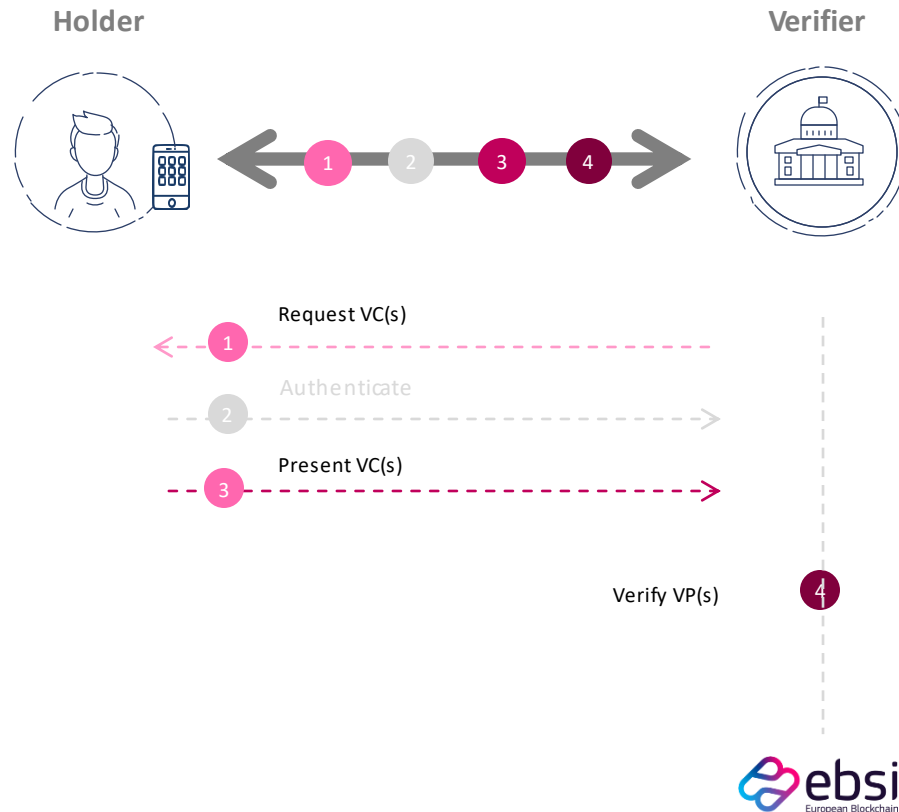 Holder
Verifier
1 2 3 4
Request VC(s)
1
Authenticate
2
Present VC(s)
3
Verify VP(s)
4
ebsi
European Blockchain